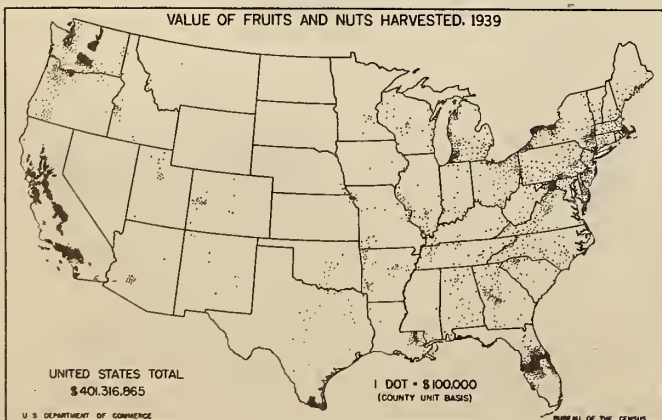 VALUE OF FRUITS AND NUTS HARVESTED, 1939
UNITED STATES TOTAL
$401,316,865
1 DOT = $100,000
(COUNTY UNIT BASIS)
U S DEPARTMENT OF COMMERCE
BUREAU OF THE CENSUS